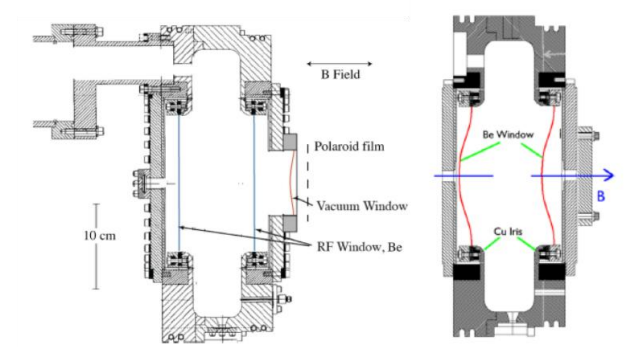 B Field
Polaroid film
Vacuum Window
RF Window, Be
10 cm
Be Window
B
Cu Iris